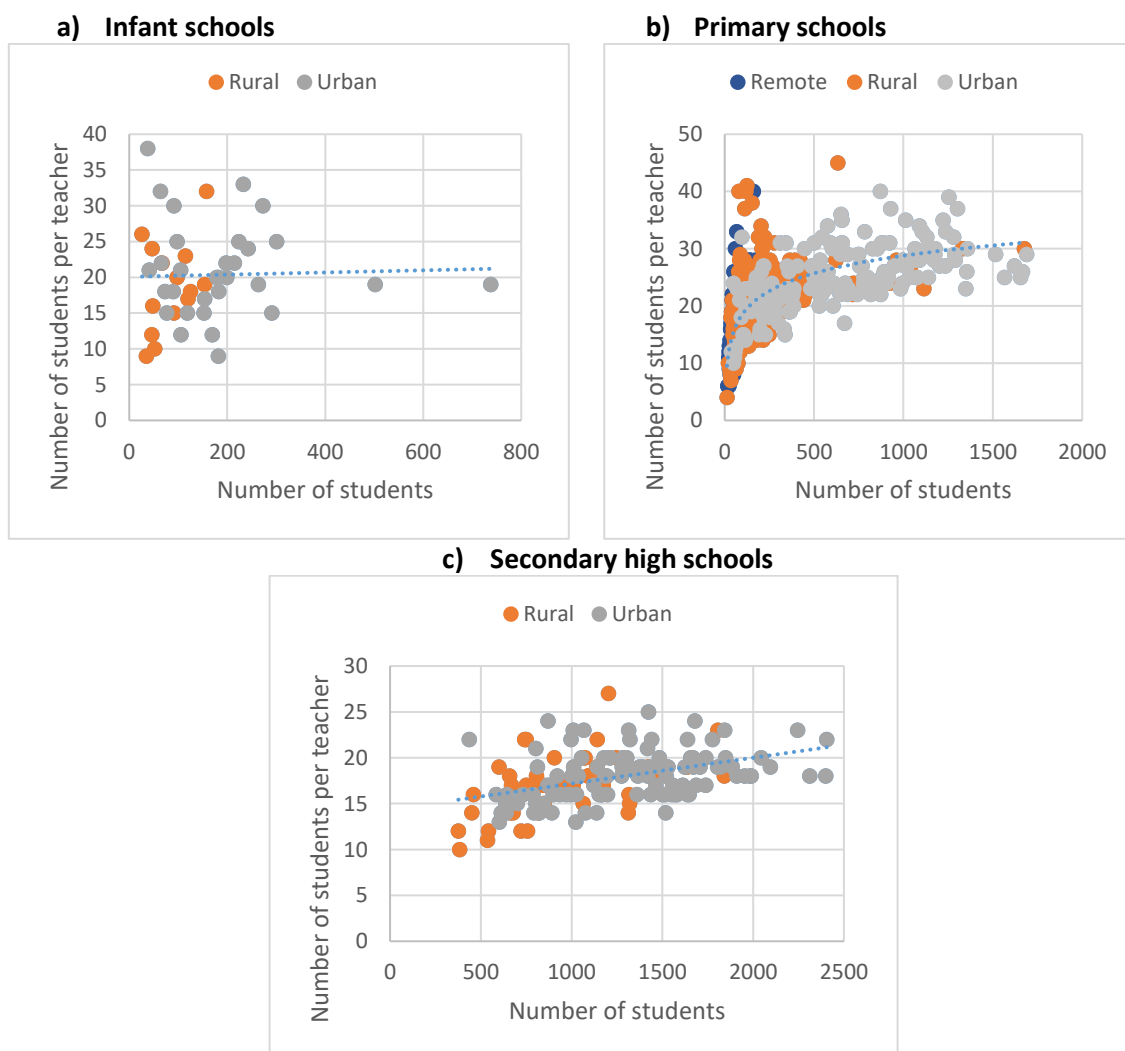 a) Infant schools
Rural Urban
Number of students per teacher
40
35
30
25
20
15
10
5
0
0 200 400 600 800
Number of students
b) Primary schools
Remote Rural Urban
Number of students per teacher
50
40
30
20
10
0
0 500 1000 1500 2000
Number of students
c) Secondary high schools
Rural Urban
Number of students per teacher
30
25
20
15
10
5
0
0 500 1000 1500 2000 2500
Number of students